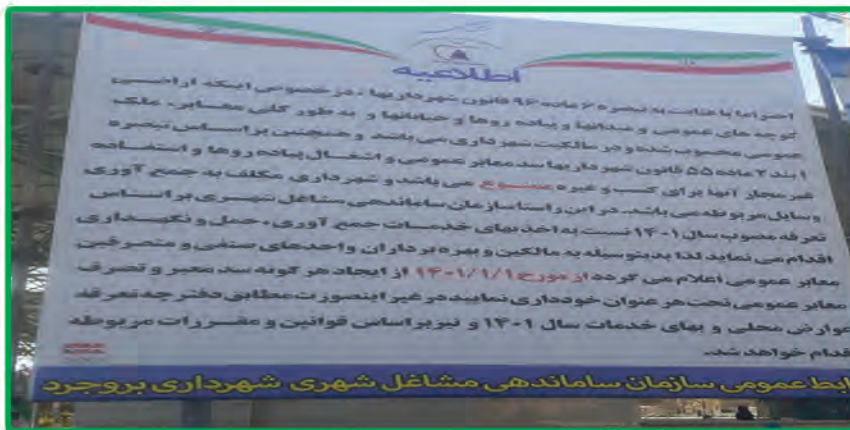 اطلاعیه
احتراما با عنایت به تبصره ۶ ماده ۹۶ قانون شهرداریها ، در خصوص اینکه اراضی
کوچه های عمومی و میدانها و پیاده روها و خیابانها و به طور کلی معابر، ملک
عمومی محسوب شده و در مالکیت شهرداری می باشد و همچنین براساس تبصره
۱ بند ۲ ماده ۵۵ قانون شهرداریها سد معابر عمومی و اشغال پیاده روها و استفاده
غیر مجاز آنها برای کسب و غیره ممنوع می باشد و شهرداری مکلف به جمع آوری
وسایل مربوطه می باشد. در این راستا سازمان ساماندهی مشاغل شهری بر اساس
تعرفه مصوب سال ۱۴۰۱ نسبت به اخذ بهای خدمات جمع آوری ، حمل و نگهداری
اقدام می نماید لذا بدینوسیله به مالکین و بهره برداران واحدهای صنفی و متصرفین
معابر عمومی اعلام می گردد از مورخ ۱۴۰۱/۱/۱ از ایجاد هر گونه سد معبر و تصرف
معابر عمومی تحت هر عنوان خودداری نمایند در غیر اینصورت مطابق دفترچه تعرفه
عوارض محلی و بهای خدمات سال ۱۴۰۱ و نیز بر اساس قوانین و مقررات مربوطه
قدام خواهد شد.
ابط عمومی سازمان ساماندهی مشاغل شهری شهرداری بروجرد